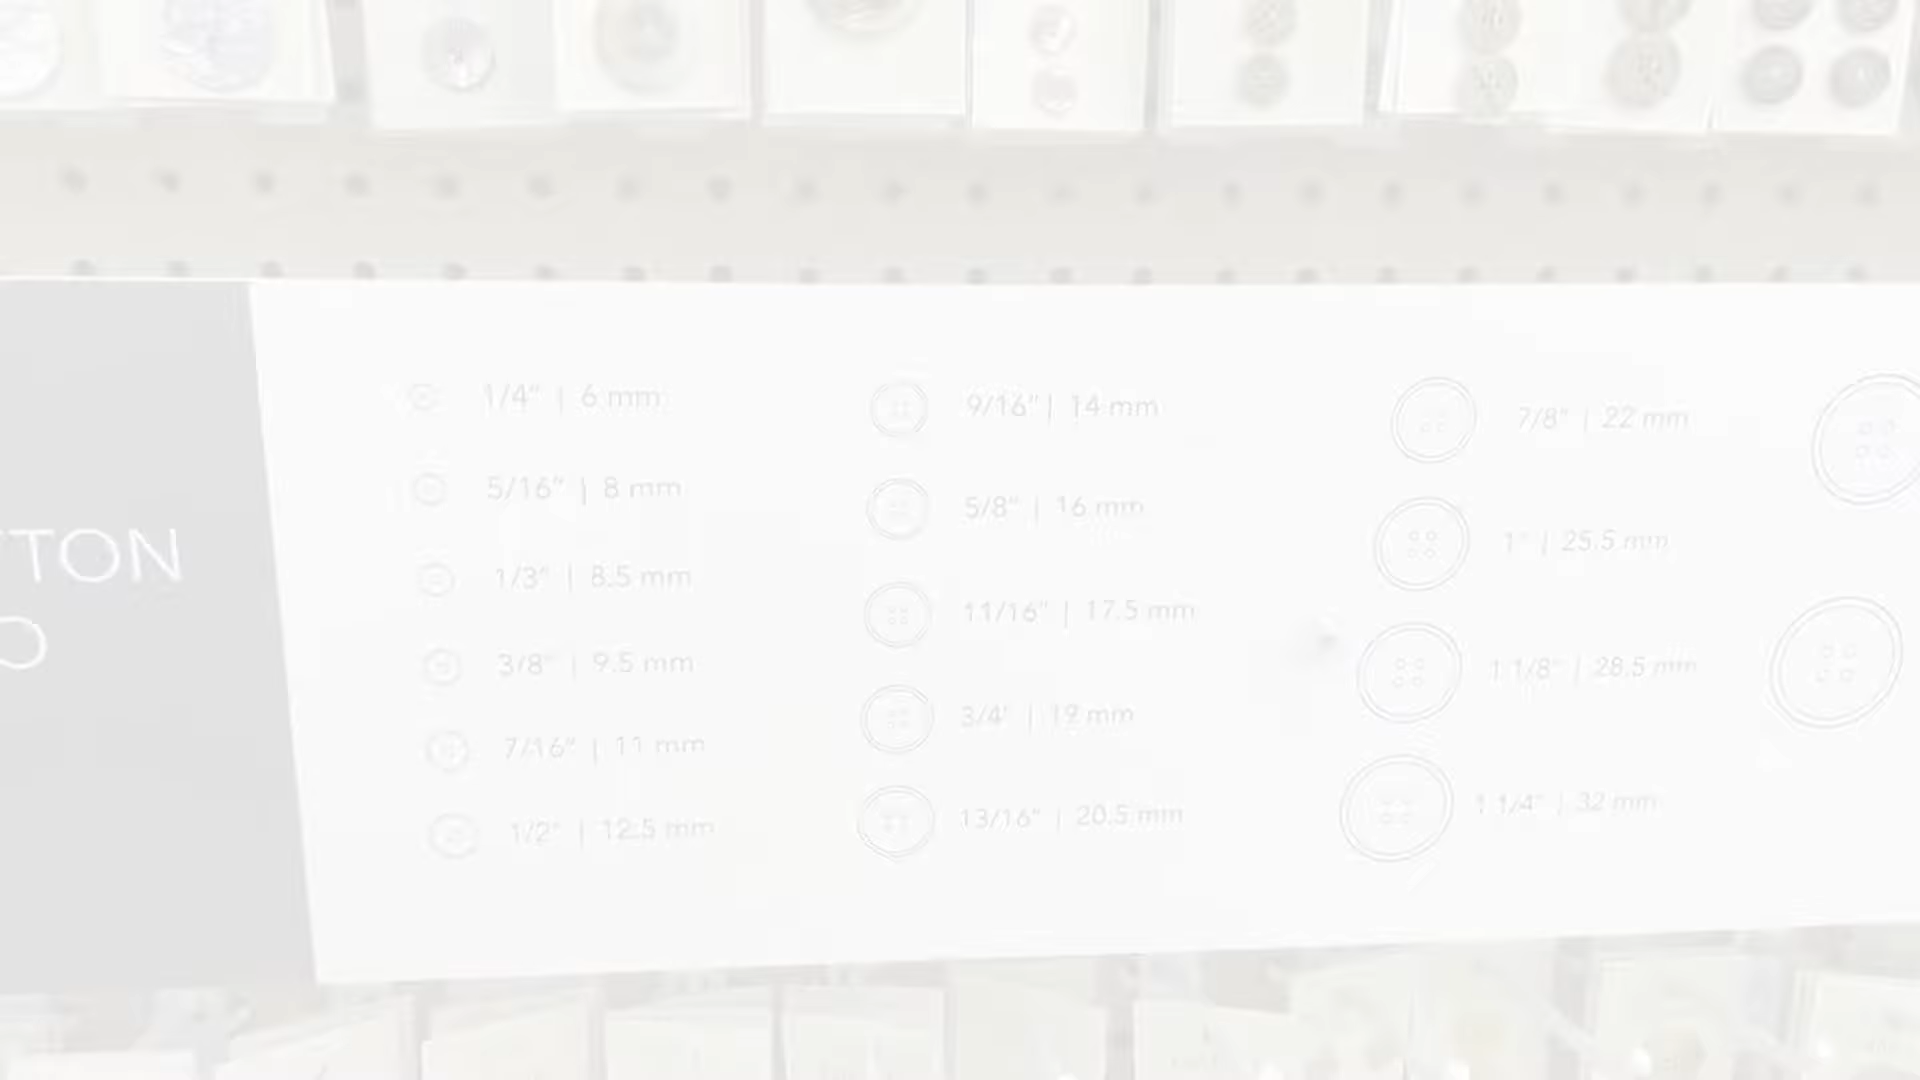 TTON
O
1/4" | 6 mm
5/16" | 8 mm
1/3" | 8.5 mm
3/8" | 9.5 mm
7/16" | 11 mm
1/2" | 12.5 mm
9/16" | 14 mm
5/8" | 16 mm
11/16" | 17.5 mm
3/4" | 19 mm
13/16" | 20.5 mm
7/8" | 22 mm
1" | 25.5 mm
1 1/8" | 28.5 mm
1 1/4" | 32 mm